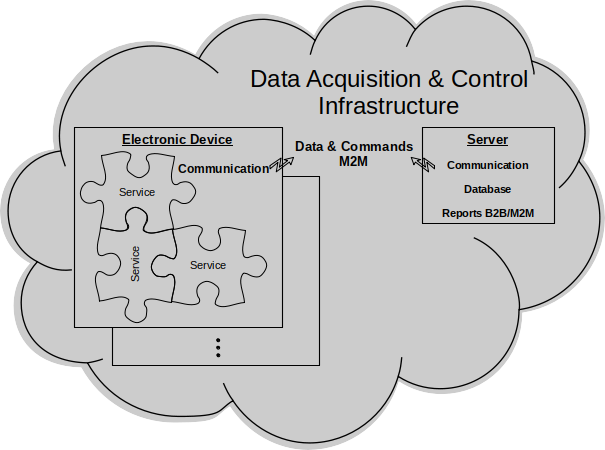 Data Acquisition & Control
Infrastructure
Electronic Device
Communication
Service
Service
Service
Data & Commands
M2M
Server
Communication
Database
Reports B2B/M2M